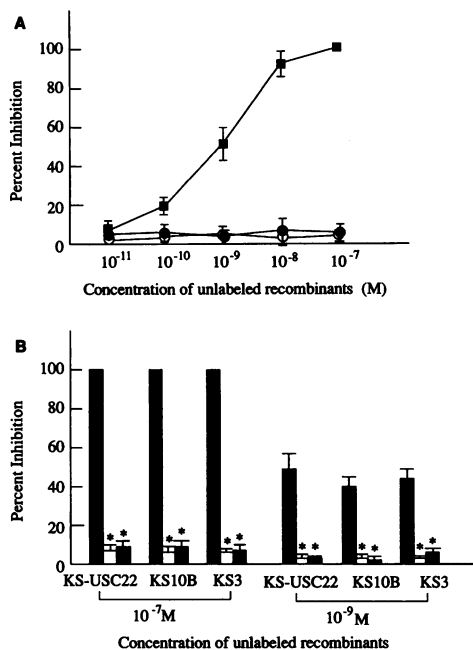 A
Percent Inhibition
100
80
60
40
20
0
10-11 10-10 10-9 10-8 10-7
Concentration of unlabeled recombinants (M)
B
Percent Inhibition
100
80
60
40
20
0
* * * * * * * * * * * *
KS-USC22 KS10B KS3 KS-USC22 KS10B KS3
10-7M 10-9M
Concentration of unlabeled recombinants